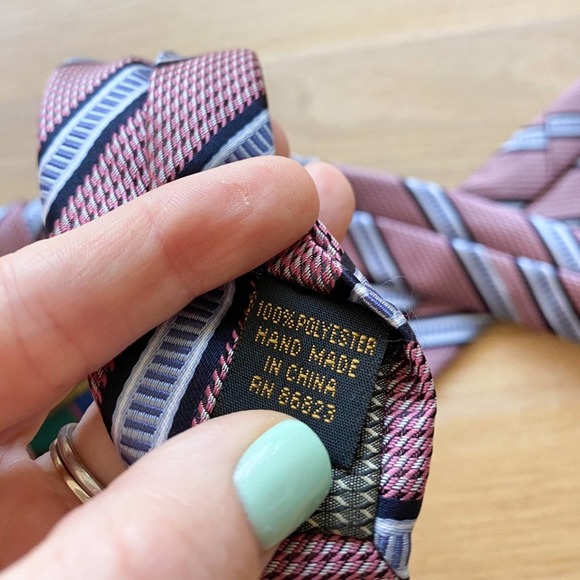 100% POLYESTER
HAND MADE
IN CHINA
RN 86823